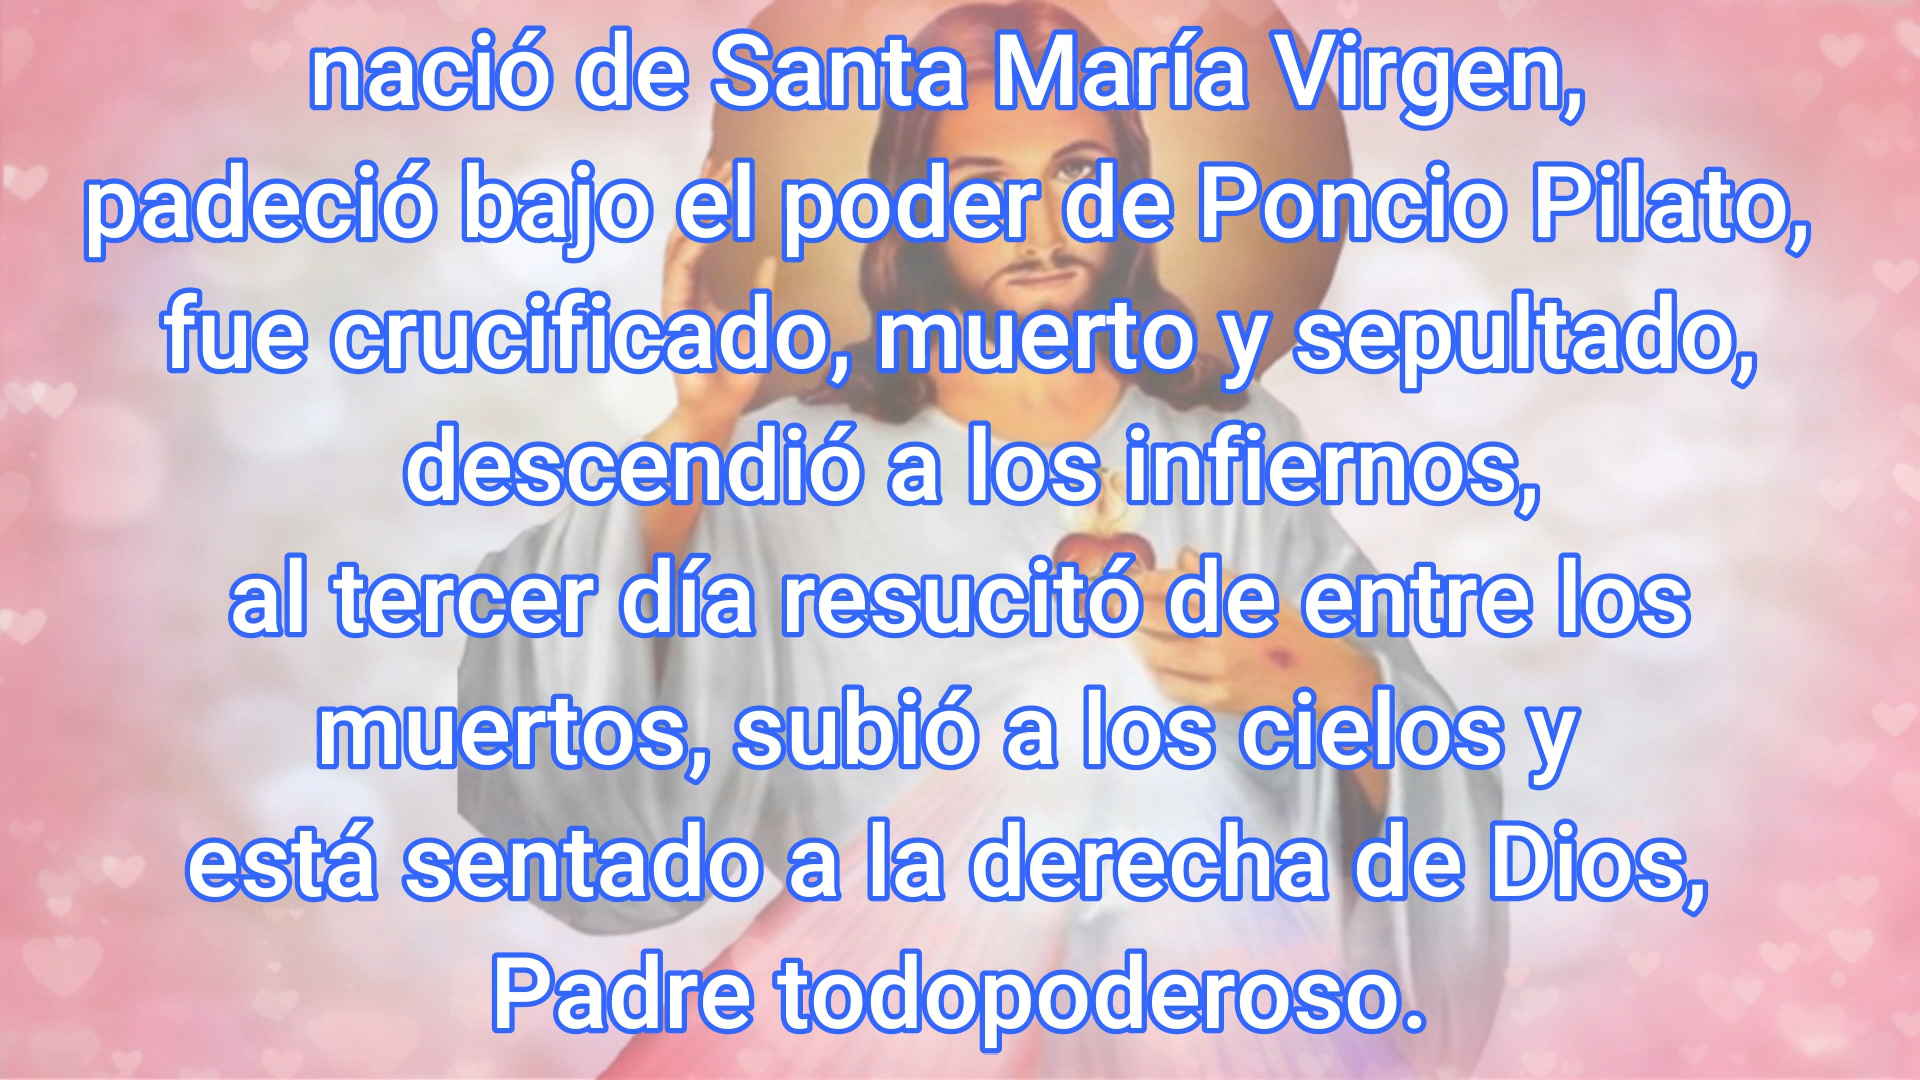 nació de Santa María Virgen,
padeció bajo el poder de Poncio Pilato,
fue crucificado, muerto y sepultado,
descendió a los infiernos,
al tercer día resucitó de entre los
muertos, subió a los cielos y
está sentado a la derecha de Dios,
Padre todopoderoso.